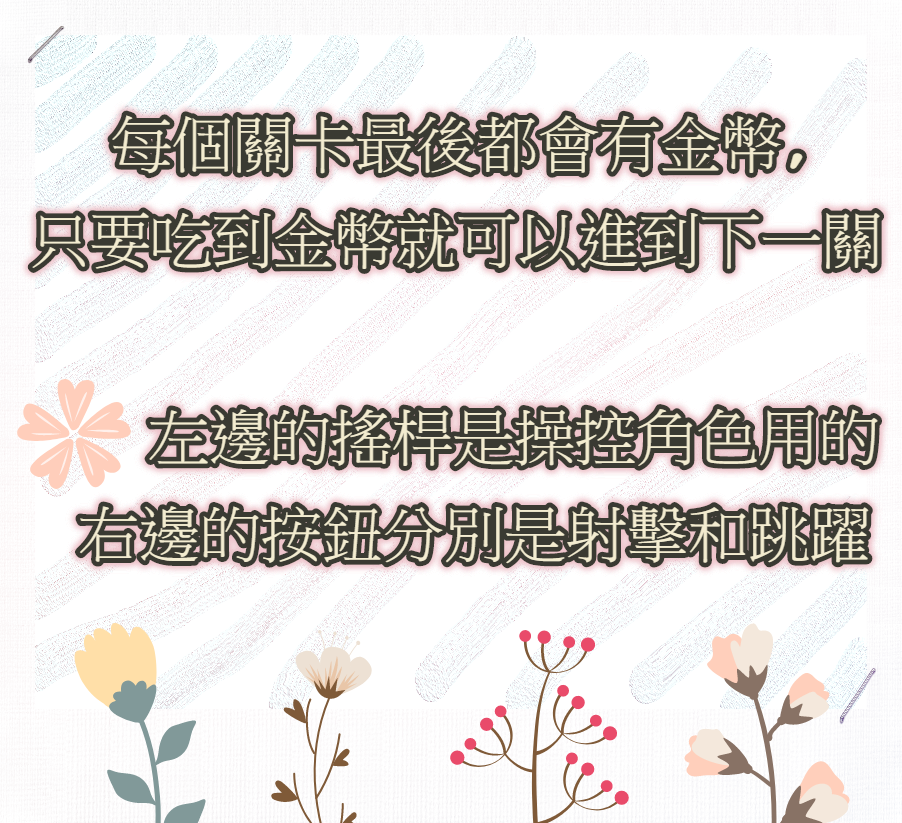 每個關卡最後都會有金幣,
只要吃到金幣就可以進到下一關
左邊的搖桿是操控角色用的
右邊的按鈕分別是射擊和跳躍